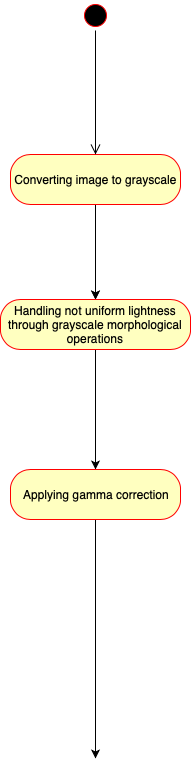 Converting image to grayscale
Handling not uniform lightness
through grayscale morphological
operations
Applying gamma correction